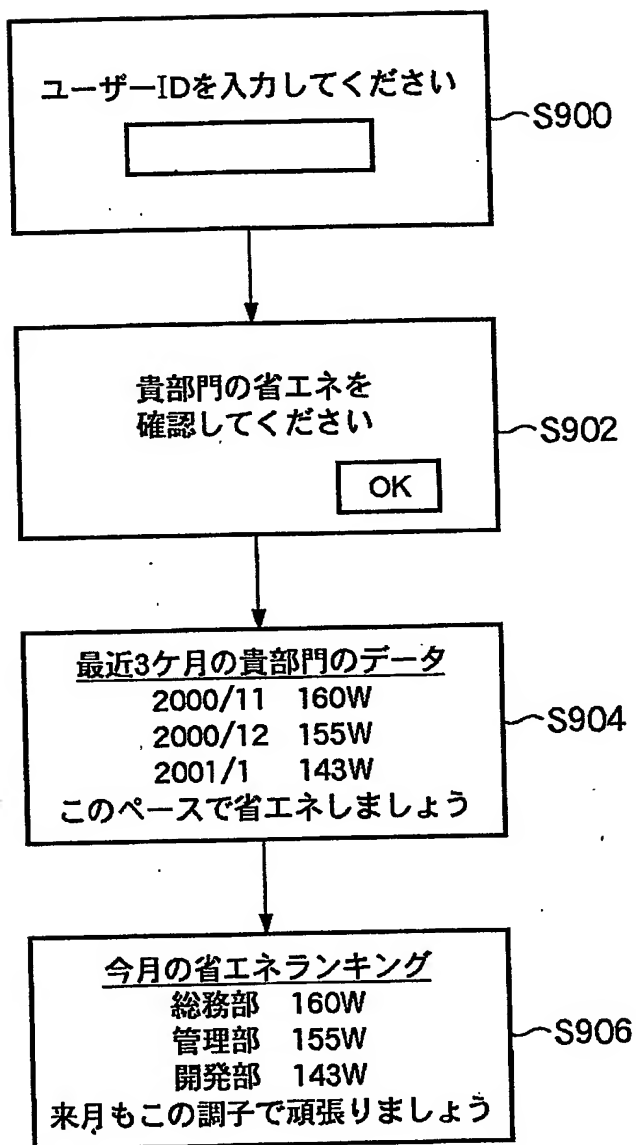 ユーザーIDを入力してください
S900
貴部門の省エネを
確認してください
OK
S902
最近3ケ月の貴部門のデータ
2000/11 160W
2000/12 155W
2001/1 143W
このペースで省エネしましょう
S904
今月の省エネランキング
総務部 160W
管理部 155W
開発部 143W
来月もこの調子で頑張りましょう
S906